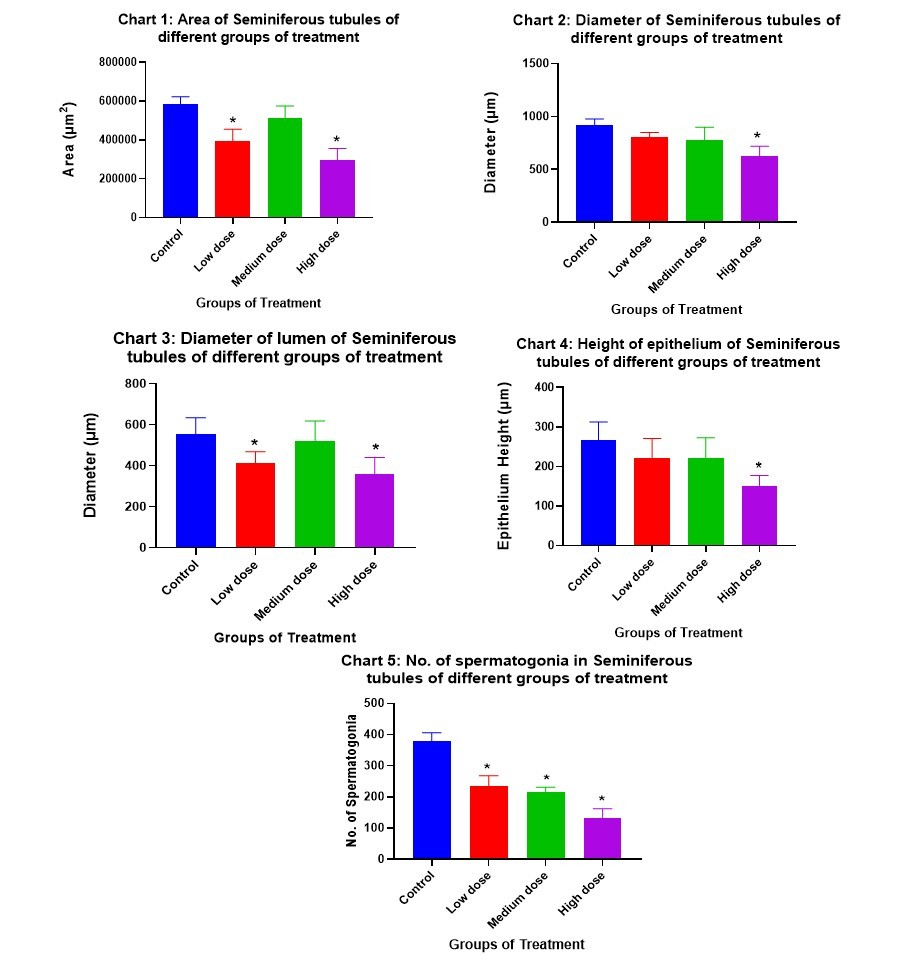 Chart 1: Area of Seminiferous tubules of
different groups of treatment
800000
600000
400000
200000
0
Area (µm²)
*
*
Control
Low dose
Medium dose
High dose
Groups of Treatment
Chart 2: Diameter of Seminiferous tubules of
different groups of treatment
1500
1000
500
0
Diameter (µm)
*
Control
Low dose
Medium dose
High dose
Groups of Treatment
Chart 3: Diameter of lumen of Seminiferous
tubules of different groups of treatment
800
600
400
200
0
Diameter (µm)
*
*
Control
Low dose
Medium dose
High dose
Groups of Treatment
Chart 4: Height of epithelium of Seminiferous
tubules of different groups of treatment
400
300
200
100
0
Epithelium Height (µm)
*
Control
Low dose
Medium dose
High dose
Groups of Treatment
Chart 5: No. of spermatogonia in Seminiferous
tubules of different groups of treatment
500
400
300
200
100
0
No. of Spermatogonia
*
*
*
Control
Low dose
Medium dose
High dose
Groups of Treatment